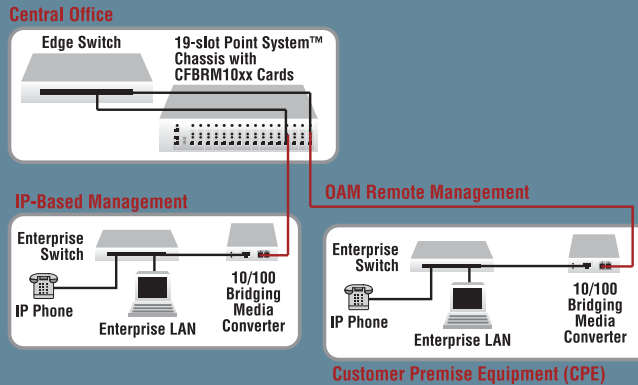 Central Office
Edge Switch
19-slot Point System™
Chassis with
CFBRM10xx Cards
IP-Based Management
Enterprise
Switch
IP Phone
Enterprise LAN
10/100
Bridging
Media
Converter
OAM Remote Management
Enterprise
Switch
IP Phone
Enterprise LAN
10/100
Bridging
Media
Converter
Customer Premise Equipment (CPE)